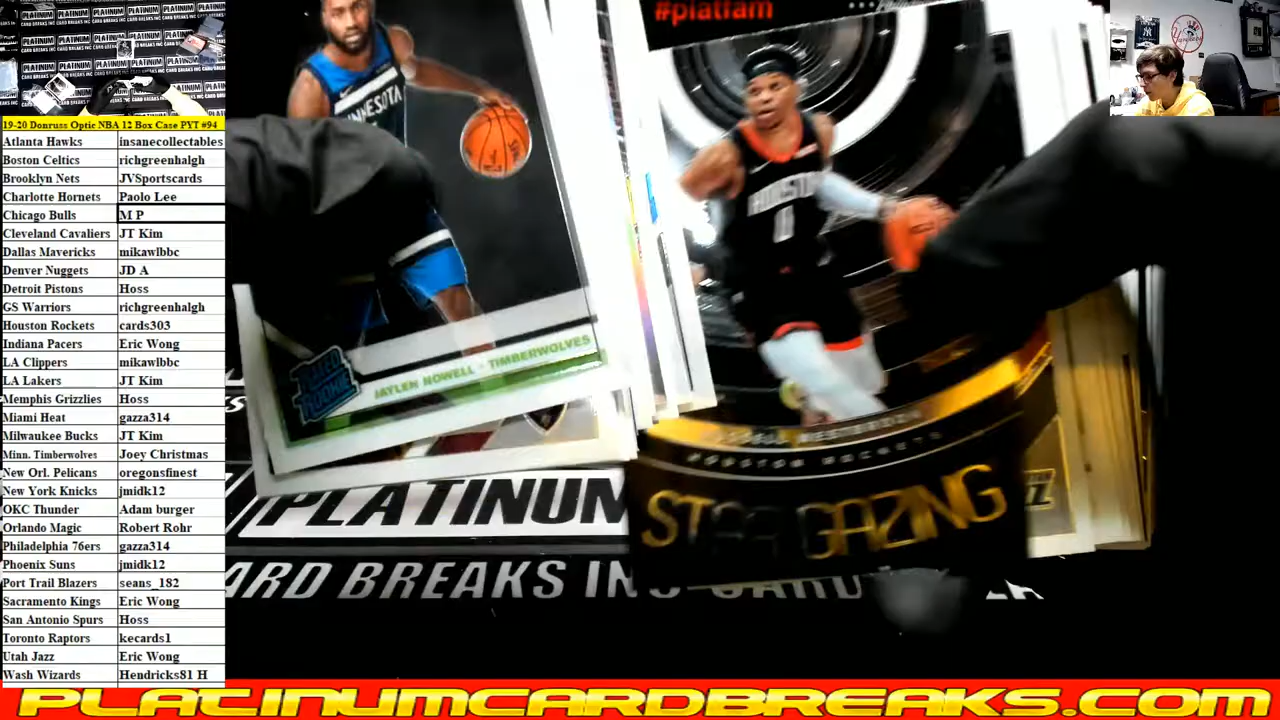 #platfam
19-20 Donruss Optic NBA 12 Box Case PYT #94
Atlanta Hawks insanecollectables
Boston Celtics richgreenhalgh
Brooklyn Nets JVSportscards
Charlotte Hornets Paolo Lee
Chicago Bulls M P
Cleveland Cavaliers JT Kim
Dallas Mavericks mikawlbbc
Denver Nuggets JD A
Detroit Pistons Hoss
GS Warriors richgreenhalgh
Houston Rockets cards303
Indiana Pacers Eric Wong
LA Clippers mikawlbbc
LA Lakers JT Kim
Memphis Grizzlies Hoss
Miami Heat gazza314
Milwaukee Bucks JT Kim
Minn. Timberwolves Joey Christmas
New Orl. Pelicans oregonsfinest
New York Knicks jmidk12
OKC Thunder Adam burger
Orlando Magic Robert Rohr
Philadelphia 76ers gazza314
Phoenix Suns jmidk12
Port Trail Blazers seans_182
Sacramento Kings Eric Wong
San Antonio Spurs Hoss
Toronto Raptors kecards1
Utah Jazz Eric Wong
Wash Wizards Hendricks81 H
MINNESOTA
RATED ROOKIE
JAYLEN NOWELL - TIMBERWOLVES
HOUSTON
0
HOUSTON ROCKETS
STAR GAZING
PLATINUM
CARD BREAKS INC
PLATINUMCARDBREAKS.COM